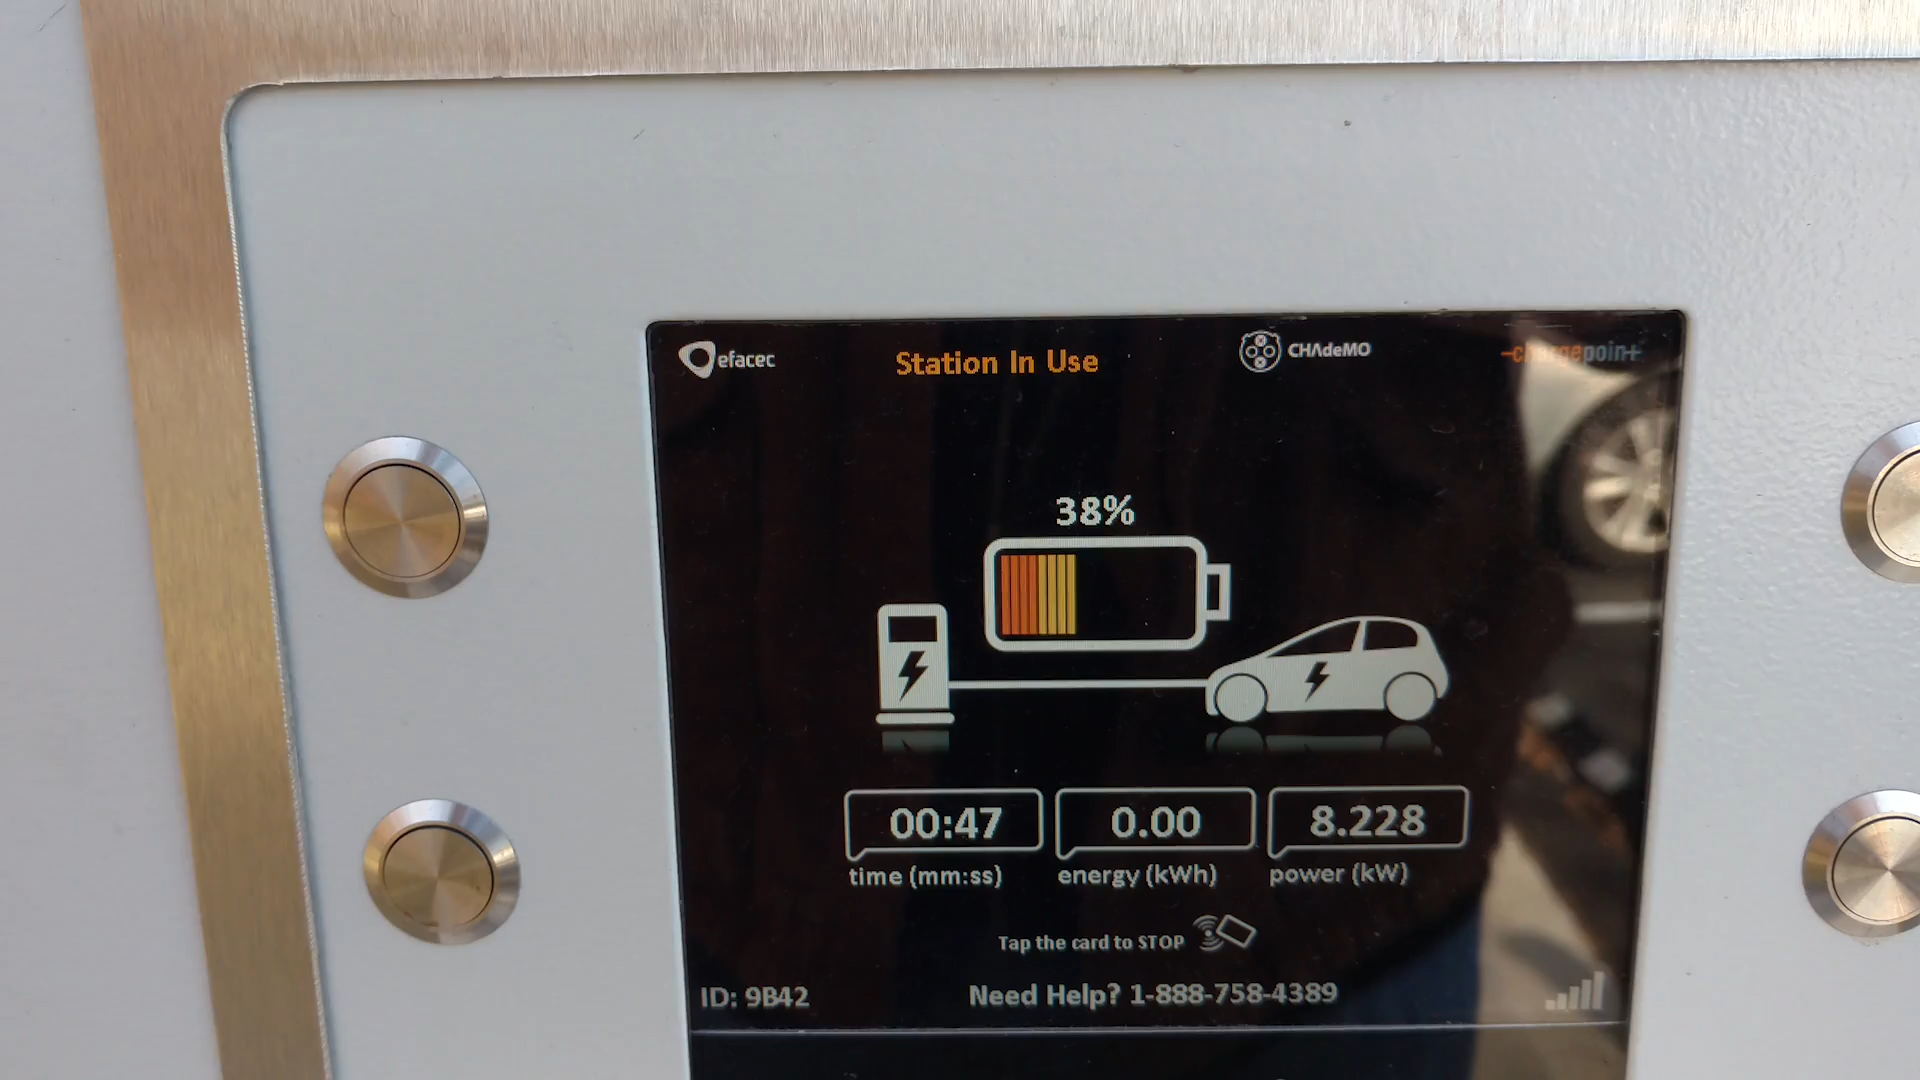 efacec
Station In Use
CHAdeMO
-chargepoin+
38%
00:47
0.00
8.228
time (mm:ss)
energy (kWh)
power (kW)
Tap the card to STOP
ID: 9B42
Need Help? 1-888-758-4389